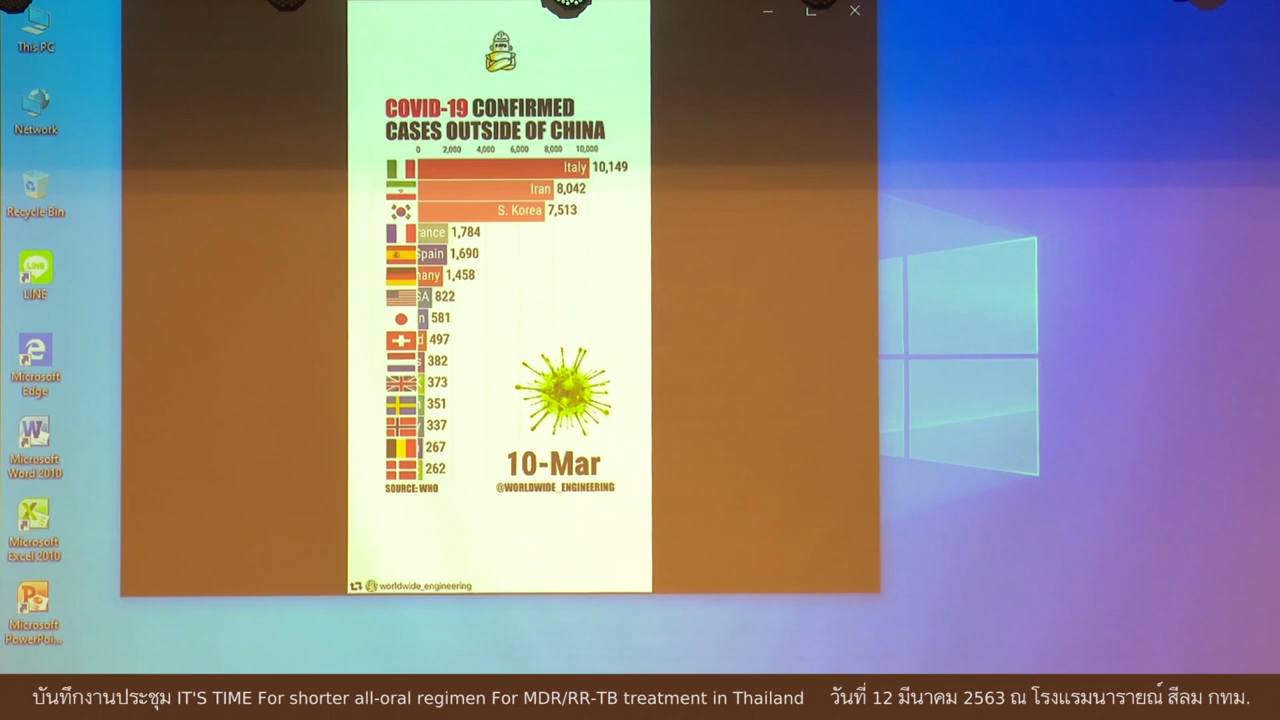 This PC
Network
Recycle Bin
LINE
LINE
Microsoft
Edge
Microsoft
Word 2010
Microsoft
Excel 2010
Microsoft
PowerPoi...
COVID-19 CONFIRMED
CASES OUTSIDE OF CHINA
0 2,000 4,000 6,000 8,000 10,000
Italy 10,149
Iran 8,042
S. Korea 7,513
rance 1,784
Spain 1,690
many 1,458
SA 822
n 581
d 497
382
373
351
337
267
262
10-Mar
SOURCE: WHO
@WORLDWIDE_ENGINEERING
worldwide_engineering
บันทึกงานประชุม IT'S TIME For shorter all-oral regimen For MDR/RR-TB treatment in Thailand วันที่ 12 มีนาคม 2563 ณ โรงแรมนารายณ์ สีลม กทม.